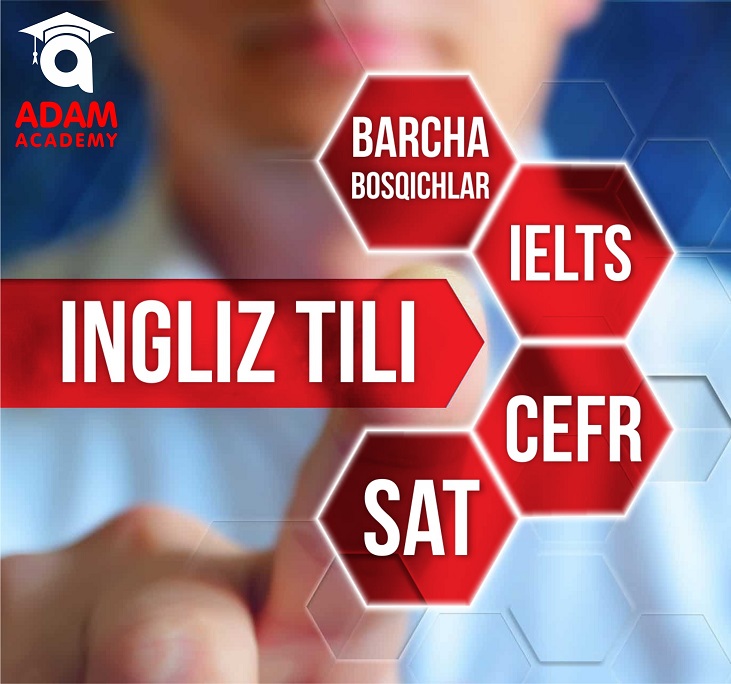 ADAM
ACADEMY
BARCHA
BOSQICHLAR
IELTS
INGLIZ TILI
CEFR
SAT